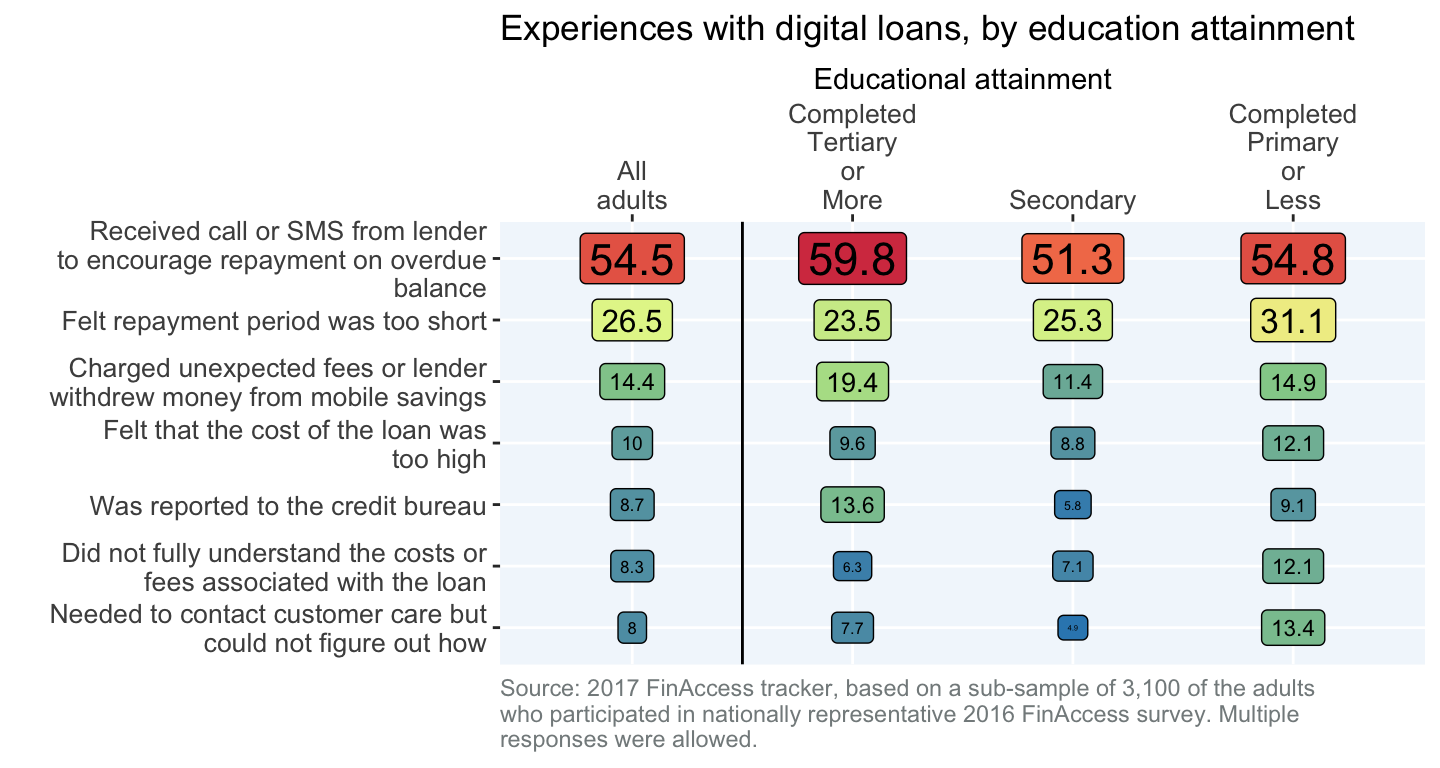 Experiences with digital loans, by education attainment
Educational attainment
All
adults
Completed
Tertiary
or
More
Secondary
Completed
Primary
or
Less
Received call or SMS from lender
to encourage repayment on overdue
balance
54.5 59.8 51.3 54.8
Felt repayment period was too short
26.5 23.5 25.3 31.1
Charged unexpected fees or lender
withdrew money from mobile savings
14.4 19.4 11.4 14.9
Felt that the cost of the loan was
too high
10 9.6 8.8 12.1
Was reported to the credit bureau
8.7 13.6 5.8 9.1
Did not fully understand the costs or
fees associated with the loan
8.3 6.3 7.1 12.1
Needed to contact customer care but
could not figure out how
8 7.7 4.9 13.4
Source: 2017 FinAccess tracker, based on a sub-sample of 3,100 of the adults
who participated in nationally representative 2016 FinAccess survey. Multiple
responses were allowed.